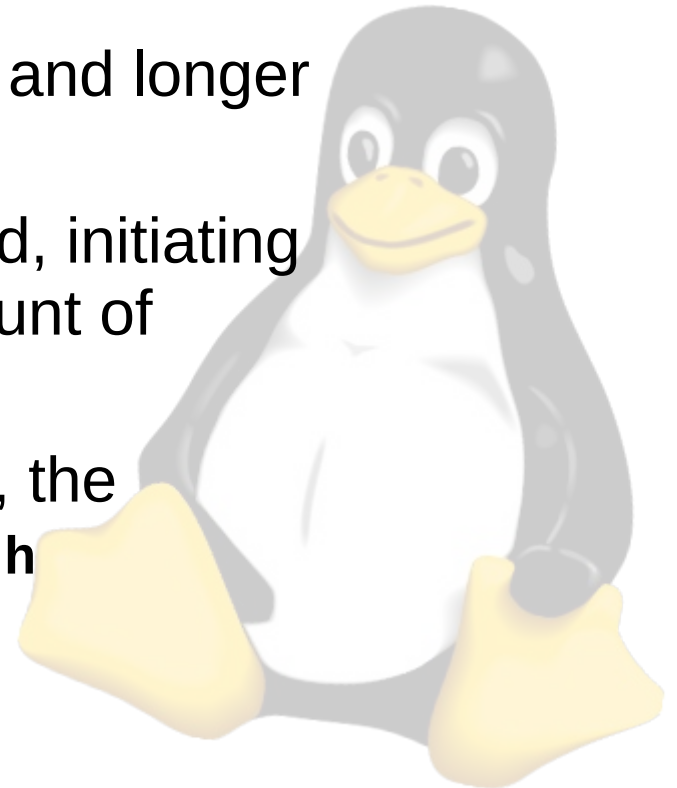 and longer
d, initiating
unt of
, the
h